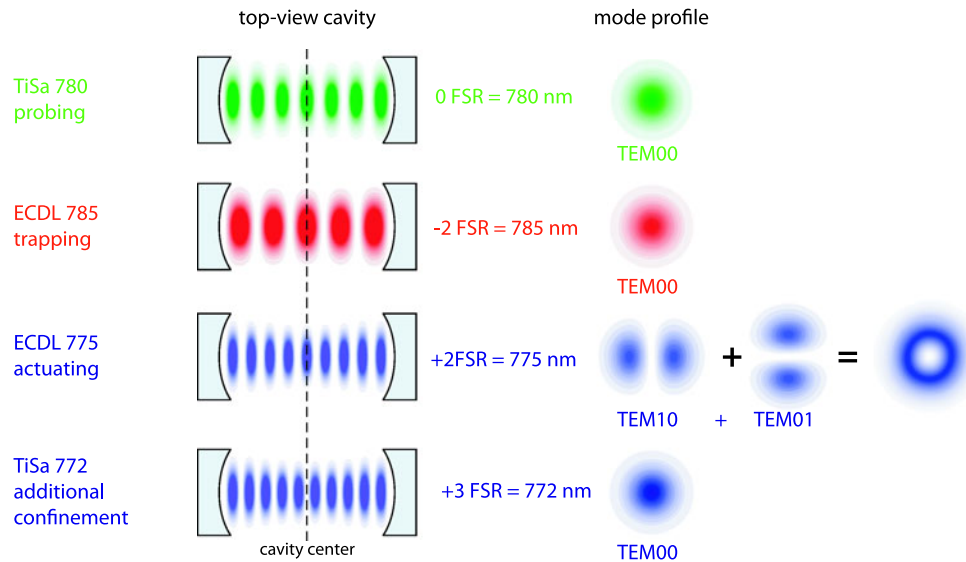 top-view cavity
mode profile
TiSa 780
probing
0 FSR = 780 nm
TEM00
ECDL 785
trapping
-2 FSR = 785 nm
TEM00
ECDL 775
actuating
+2FSR = 775 nm
+
=
TEM10 + TEM01
TiSa 772
additional
confinement
+3 FSR = 772 nm
TEM00
cavity center